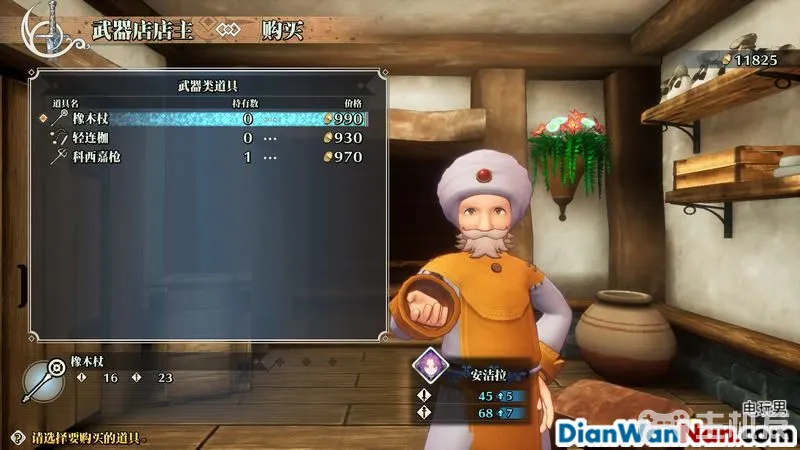 武器店店主 购买
11825
武器类道具
道具名 持有数 价格
橡木杖 0 990
轻连枷 0 930
科西嘉枪 1 970
橡木杖
16 23
安洁拉
45 5
68 7
请选择要购买的道具。
电玩男
DianWanNan.com